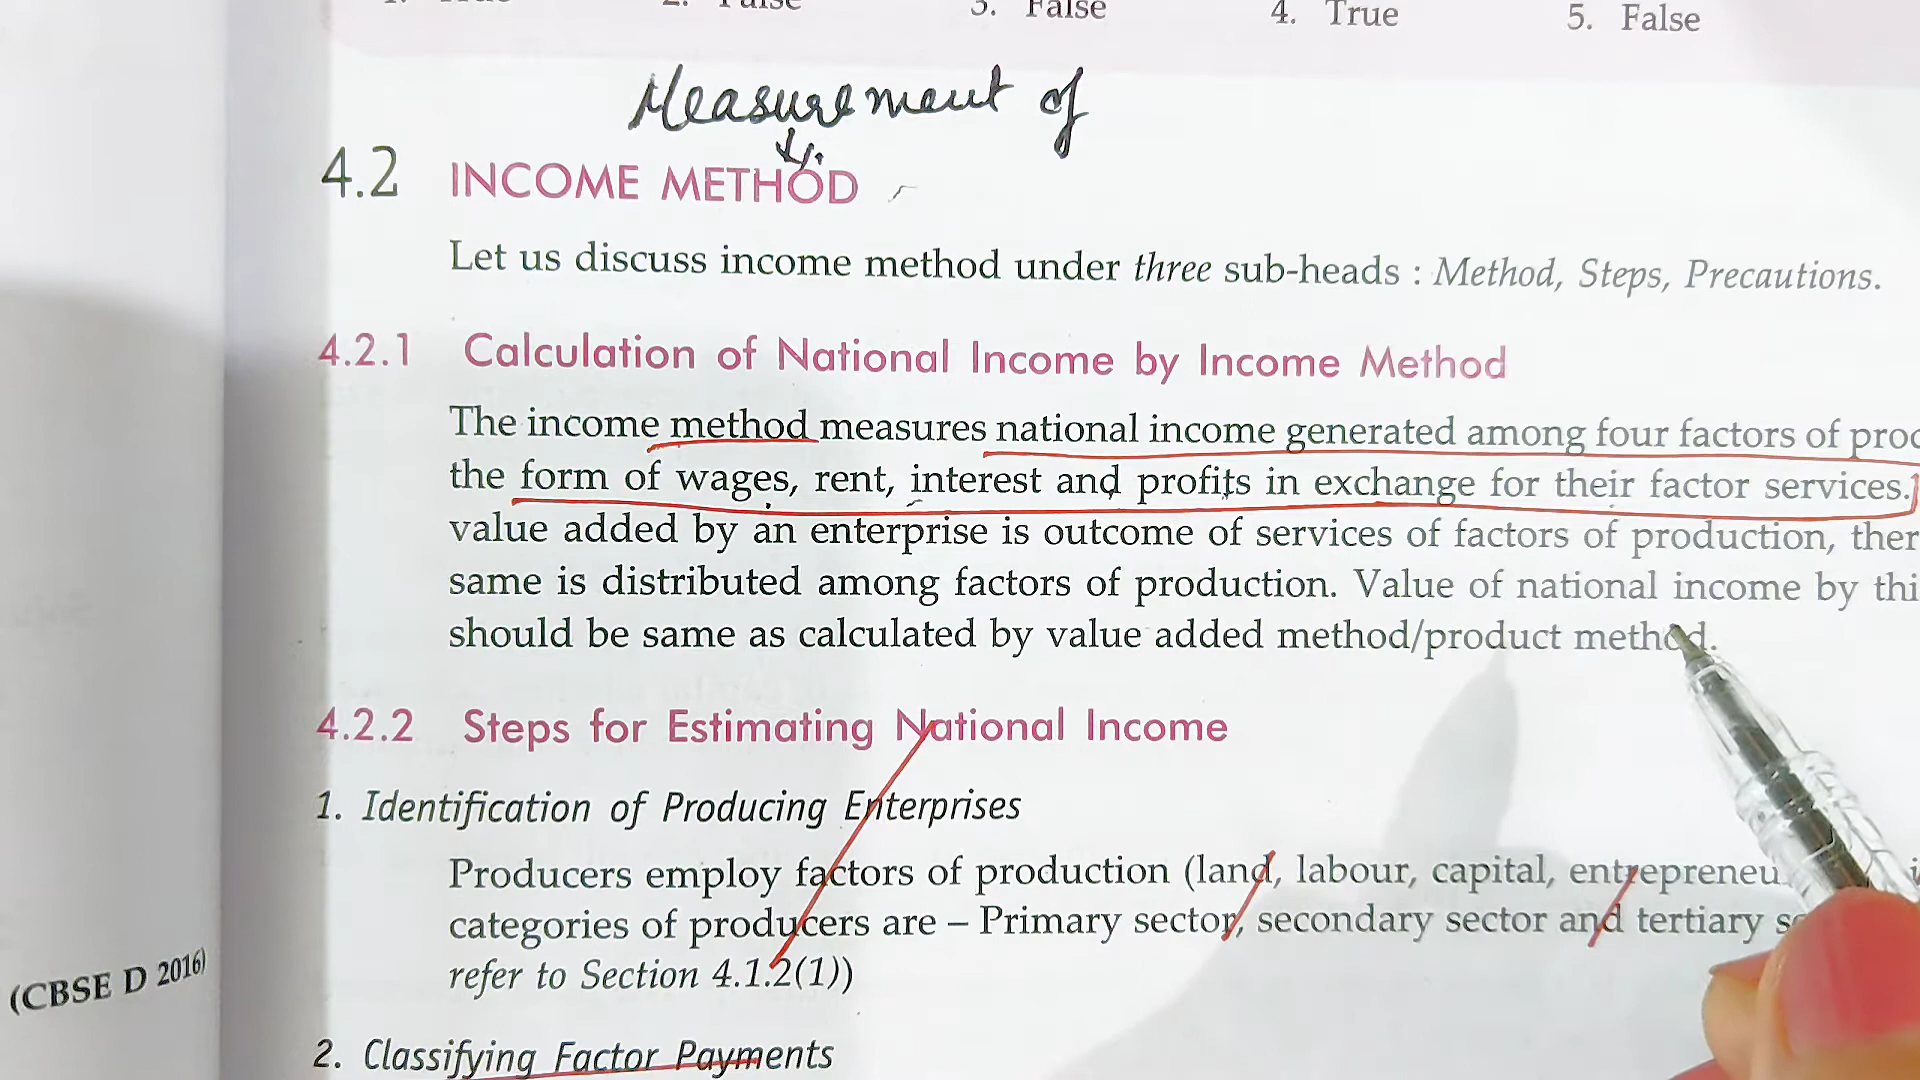 1. True 2. False 3. False 4. True 5. False
Measurement of
4.2 INCOME METHOD
Let us discuss income method under three sub-heads : Method, Steps, Precautions.
4.2.1 Calculation of National Income by Income Method
The income method measures national income generated among four factors of
the form of wages, rent, interest and profits in exchange for their factor services.
value added by an enterprise is outcome of services of factors of production,
same is distributed among factors of production. Value of national income by
should be same as calculated by value added method/product method.
4.2.2 Steps for Estimating National Income
1. Identification of Producing Enterprises
Producers employ factors of production (land, labour, capital,
categories of producers are – Primary sector, secondary sector and tertiary
refer to Section 4.1.2(1))
(CBSE D 2016)
2. Classifying Factor Payments